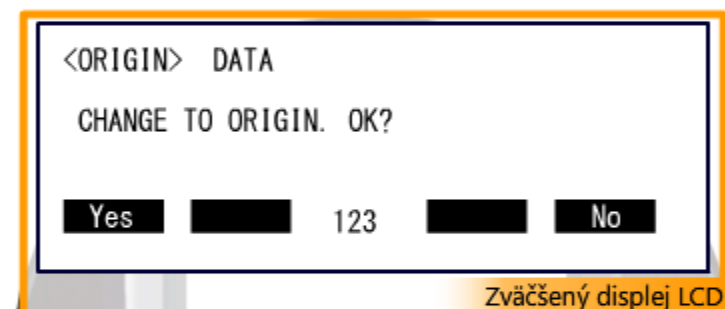 <ORIGIN> DATA
CHANGE TO ORIGIN. OK?
Yes 123 No
Zväčšený displej LCD